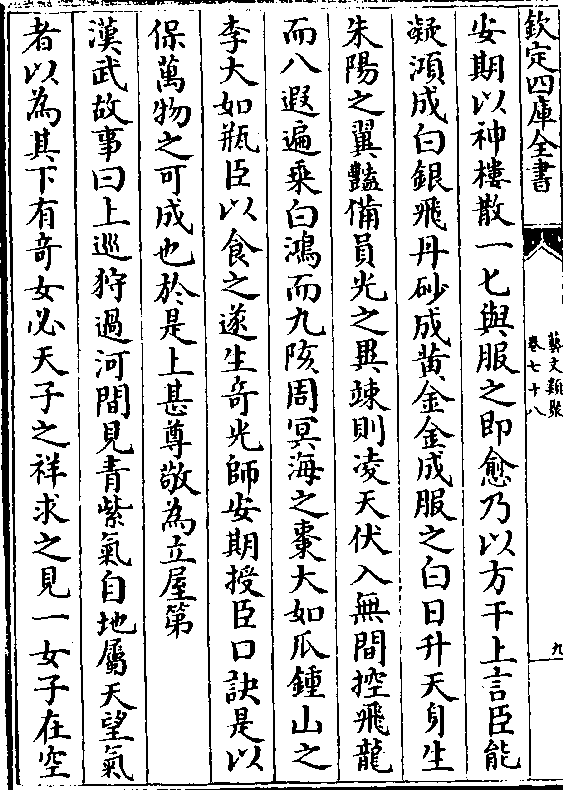 欽定四庫全書
藝文類聚
卷七十八
九
安期以神樓散一匕與服之即愈乃以方干上言臣能
凝澒成白銀飛丹砂成黄金金成服之白日升天身生
朱陽之翼豔備員光之異竦則凌天伏入無間控飛龍
而八遐遍乘白鴻而九陔周冥海之棗大如瓜鍾山之
李大如瓶臣以食之遂生奇光師安期授臣口訣是以
保萬物之可成也於是上甚尊敬為立屋第
漢武故事曰上巡狩過河間見青紫氣自地屬天望氣
者以為其下有奇女必天子之祥求之見一女子在空